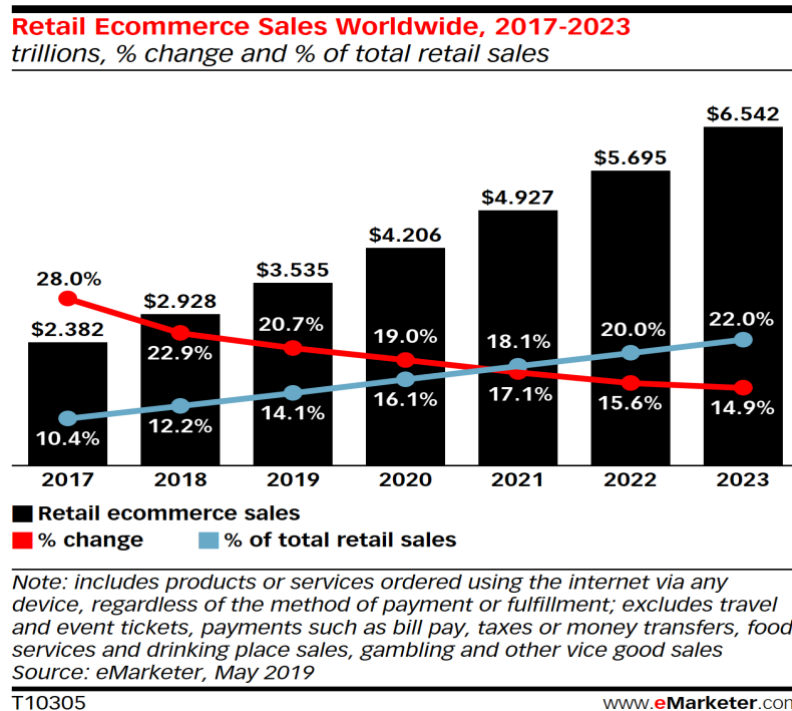 Retail Ecommerce Sales Worldwide, 2017-2023
trillions, % change and % of total retail sales
$6.542
$5.695
$4.927
$4.206
28.0%
$3.535
$2.928
$2.382
20.7%
19.0%
18.1%
20.0%
22.0%
22.9%
10.4%
12.2%
14.1%
16.1%
17.1%
15.6%
14.9%
2017 2018 2019 2020 2021 2022 2023
Retail ecommerce sales
% change % of total retail sales
Note: includes products or services ordered using the internet via any
device, regardless of the method of payment or fulfillment; excludes travel
and event tickets, payments such as bill pay, taxes or money transfers, food
services and drinking place sales, gambling and other vice good sales
Source: eMarketer, May 2019
T10305 www.eMarketer.com